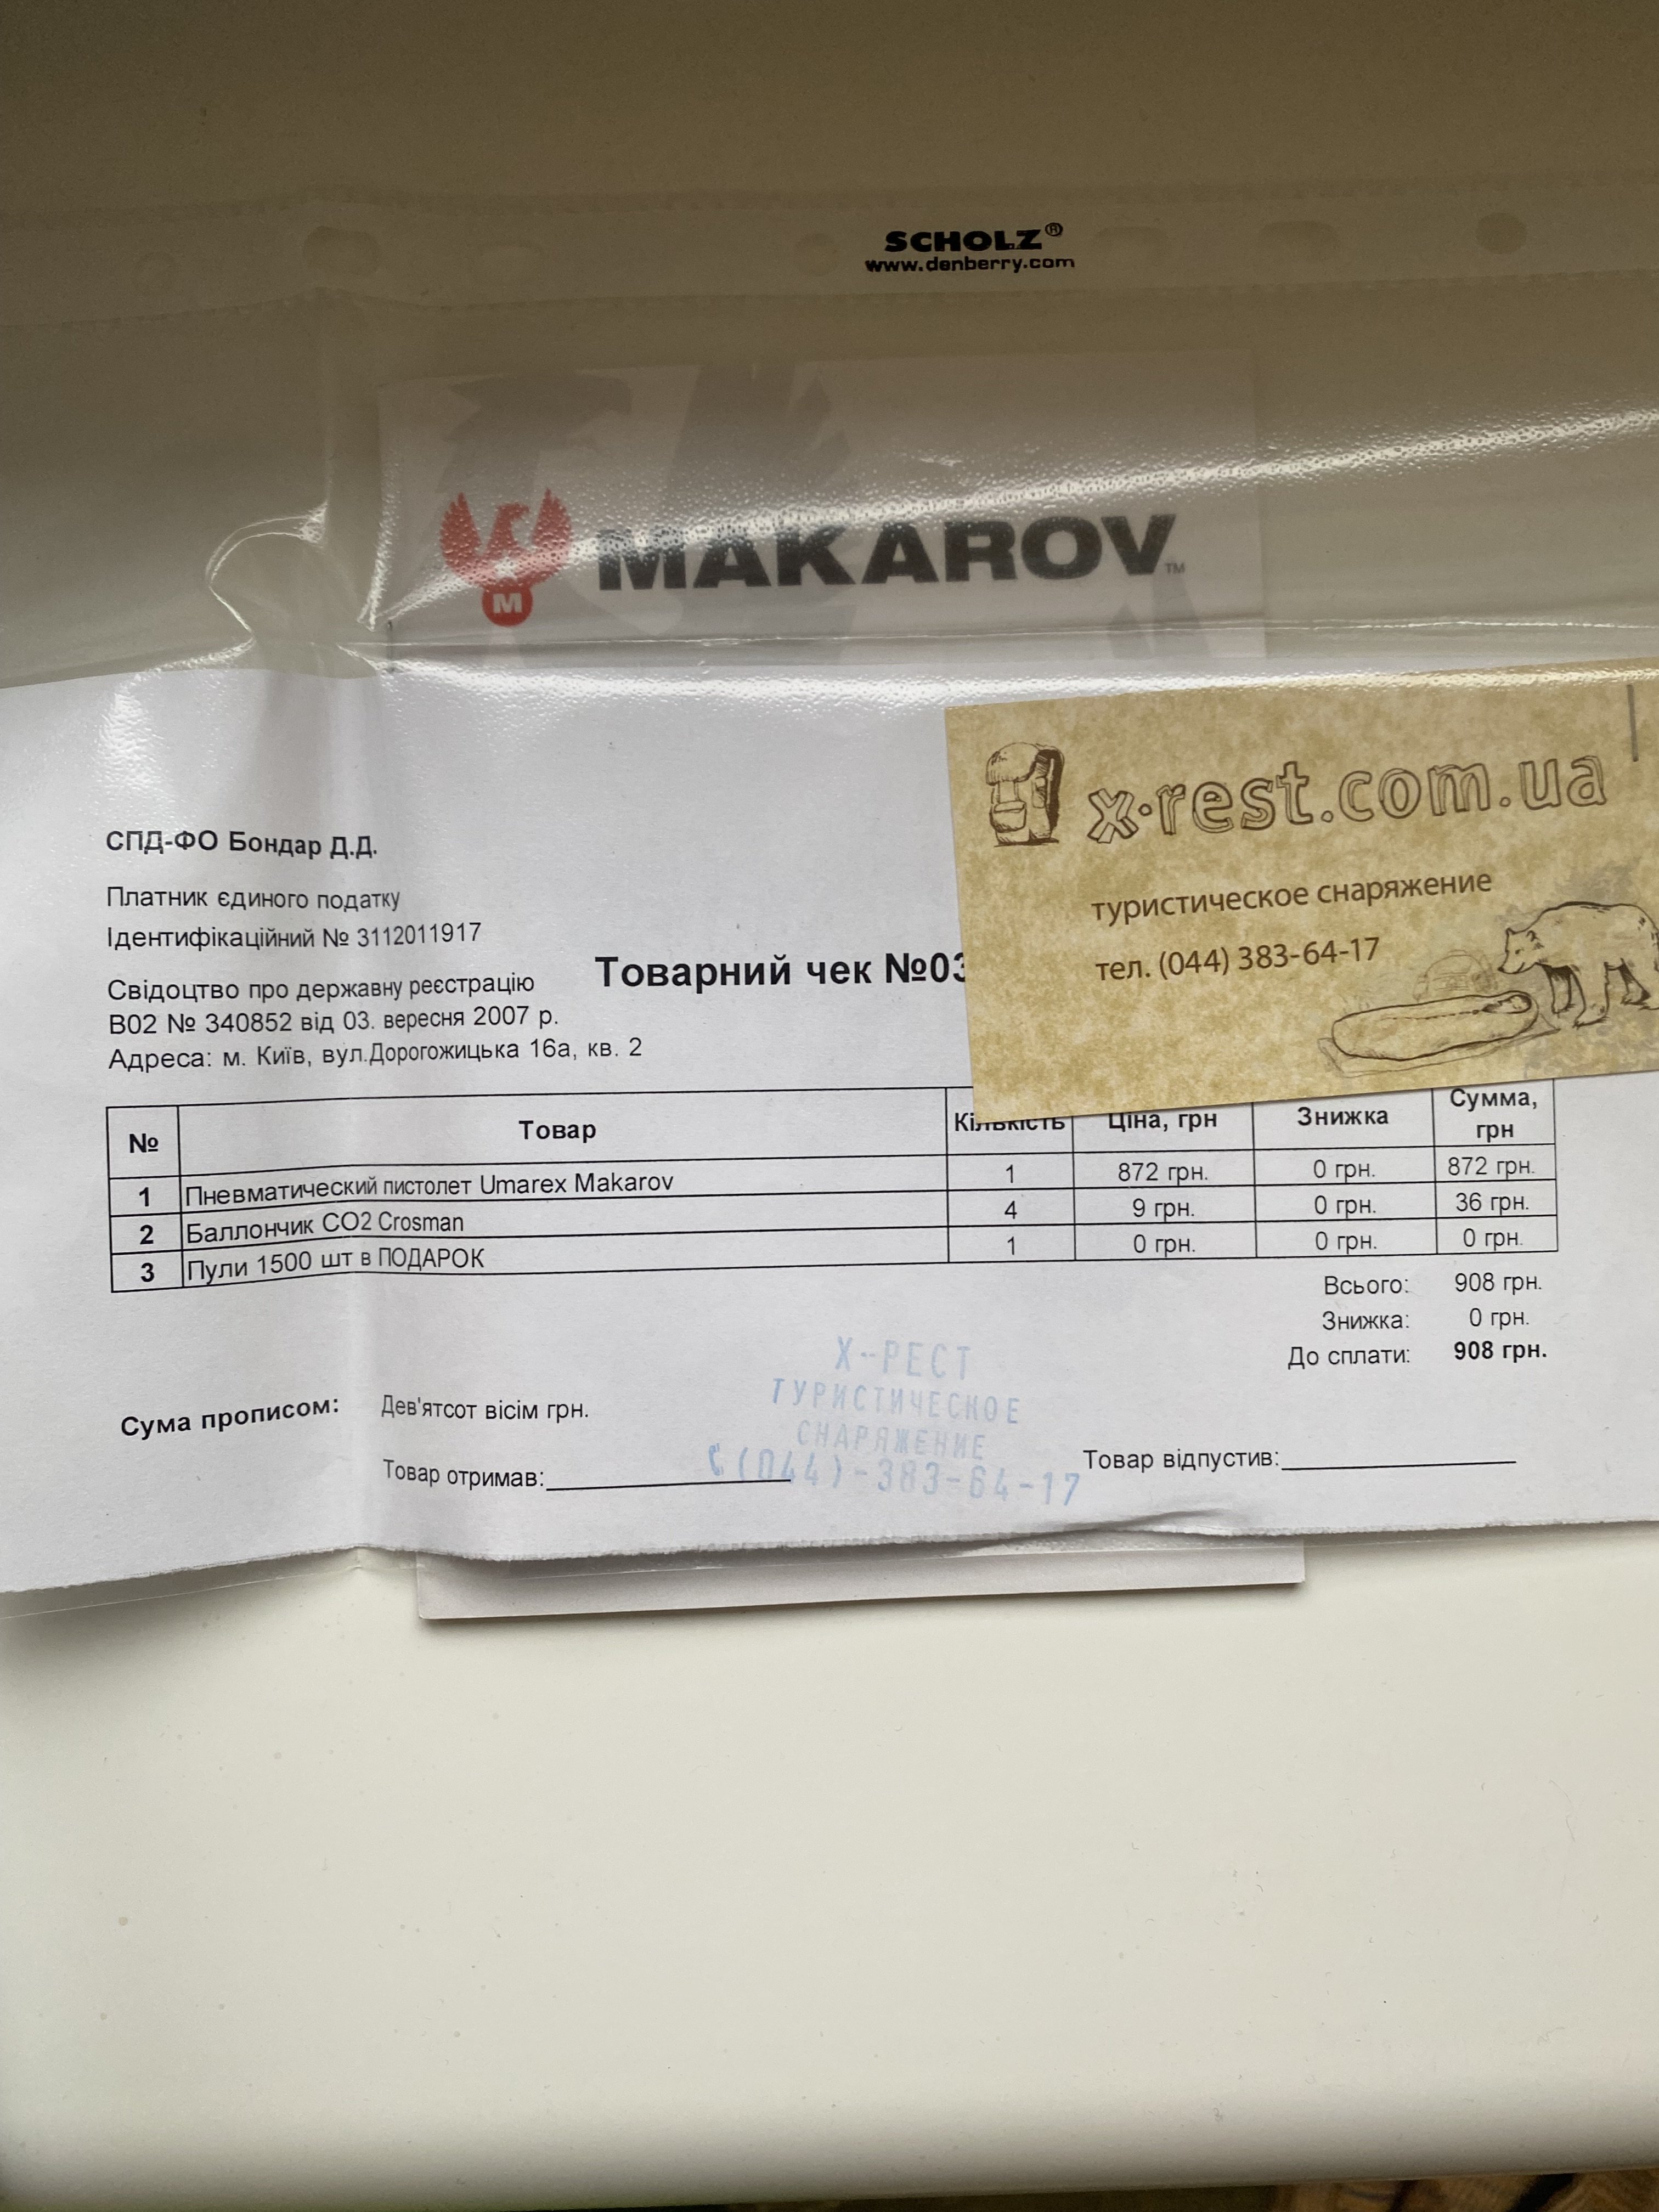 SCHOLZ®
www.denberry.com
M MAKAROV™
x-rest.com.ua
туристическое снаряжение
тел. (044) 383-64-17
СПД-ФО Бондар Д.Д.
Платник єдиного податку
Ідентифікаційний № 3112011917
Товарний чек №03
Свідоцтво про державну реєстрацію
В02 № 340852 від 03. вересня 2007 р.
Адреса: м. Київ, вул.Дорогожицька 16а, кв. 2
№ Товар Кількість Ціна, грн Знижка Сумма, грн
1 Пневматический пистолет Umarex Makarov 1 872 грн. 0 грн. 872 грн.
2 Баллончик CO2 Crosman 4 9 грн. 0 грн. 36 грн.
3 Пули 1500 шт в ПОДАРОК 1 0 грн. 0 грн. 0 грн.
Всього: 908 грн.
Знижка: 0 грн.
До сплати: 908 грн.
Х-РЕСТ
ТУРИСТИЧЕСКОЕ
СНАРЯЖЕНИЕ
(044)-383-64-17
Сума прописом: Дев'ятсот вісім грн.
Товар отримав: Товар відпустив: